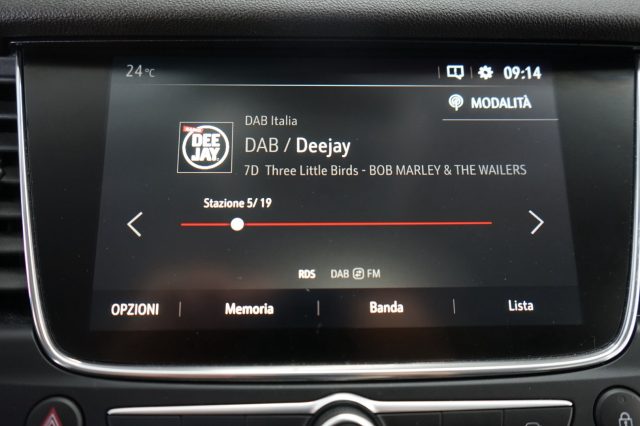 24°C
09:14
MODALITÀ
DAB Italia
DAB / Deejay
RADIO
DEE
JAY
7D Three Little Birds - BOB MARLEY & THE WAILERS
Stazione 5/19
RDS DAB FM
OPZIONI Memoria Banda Lista